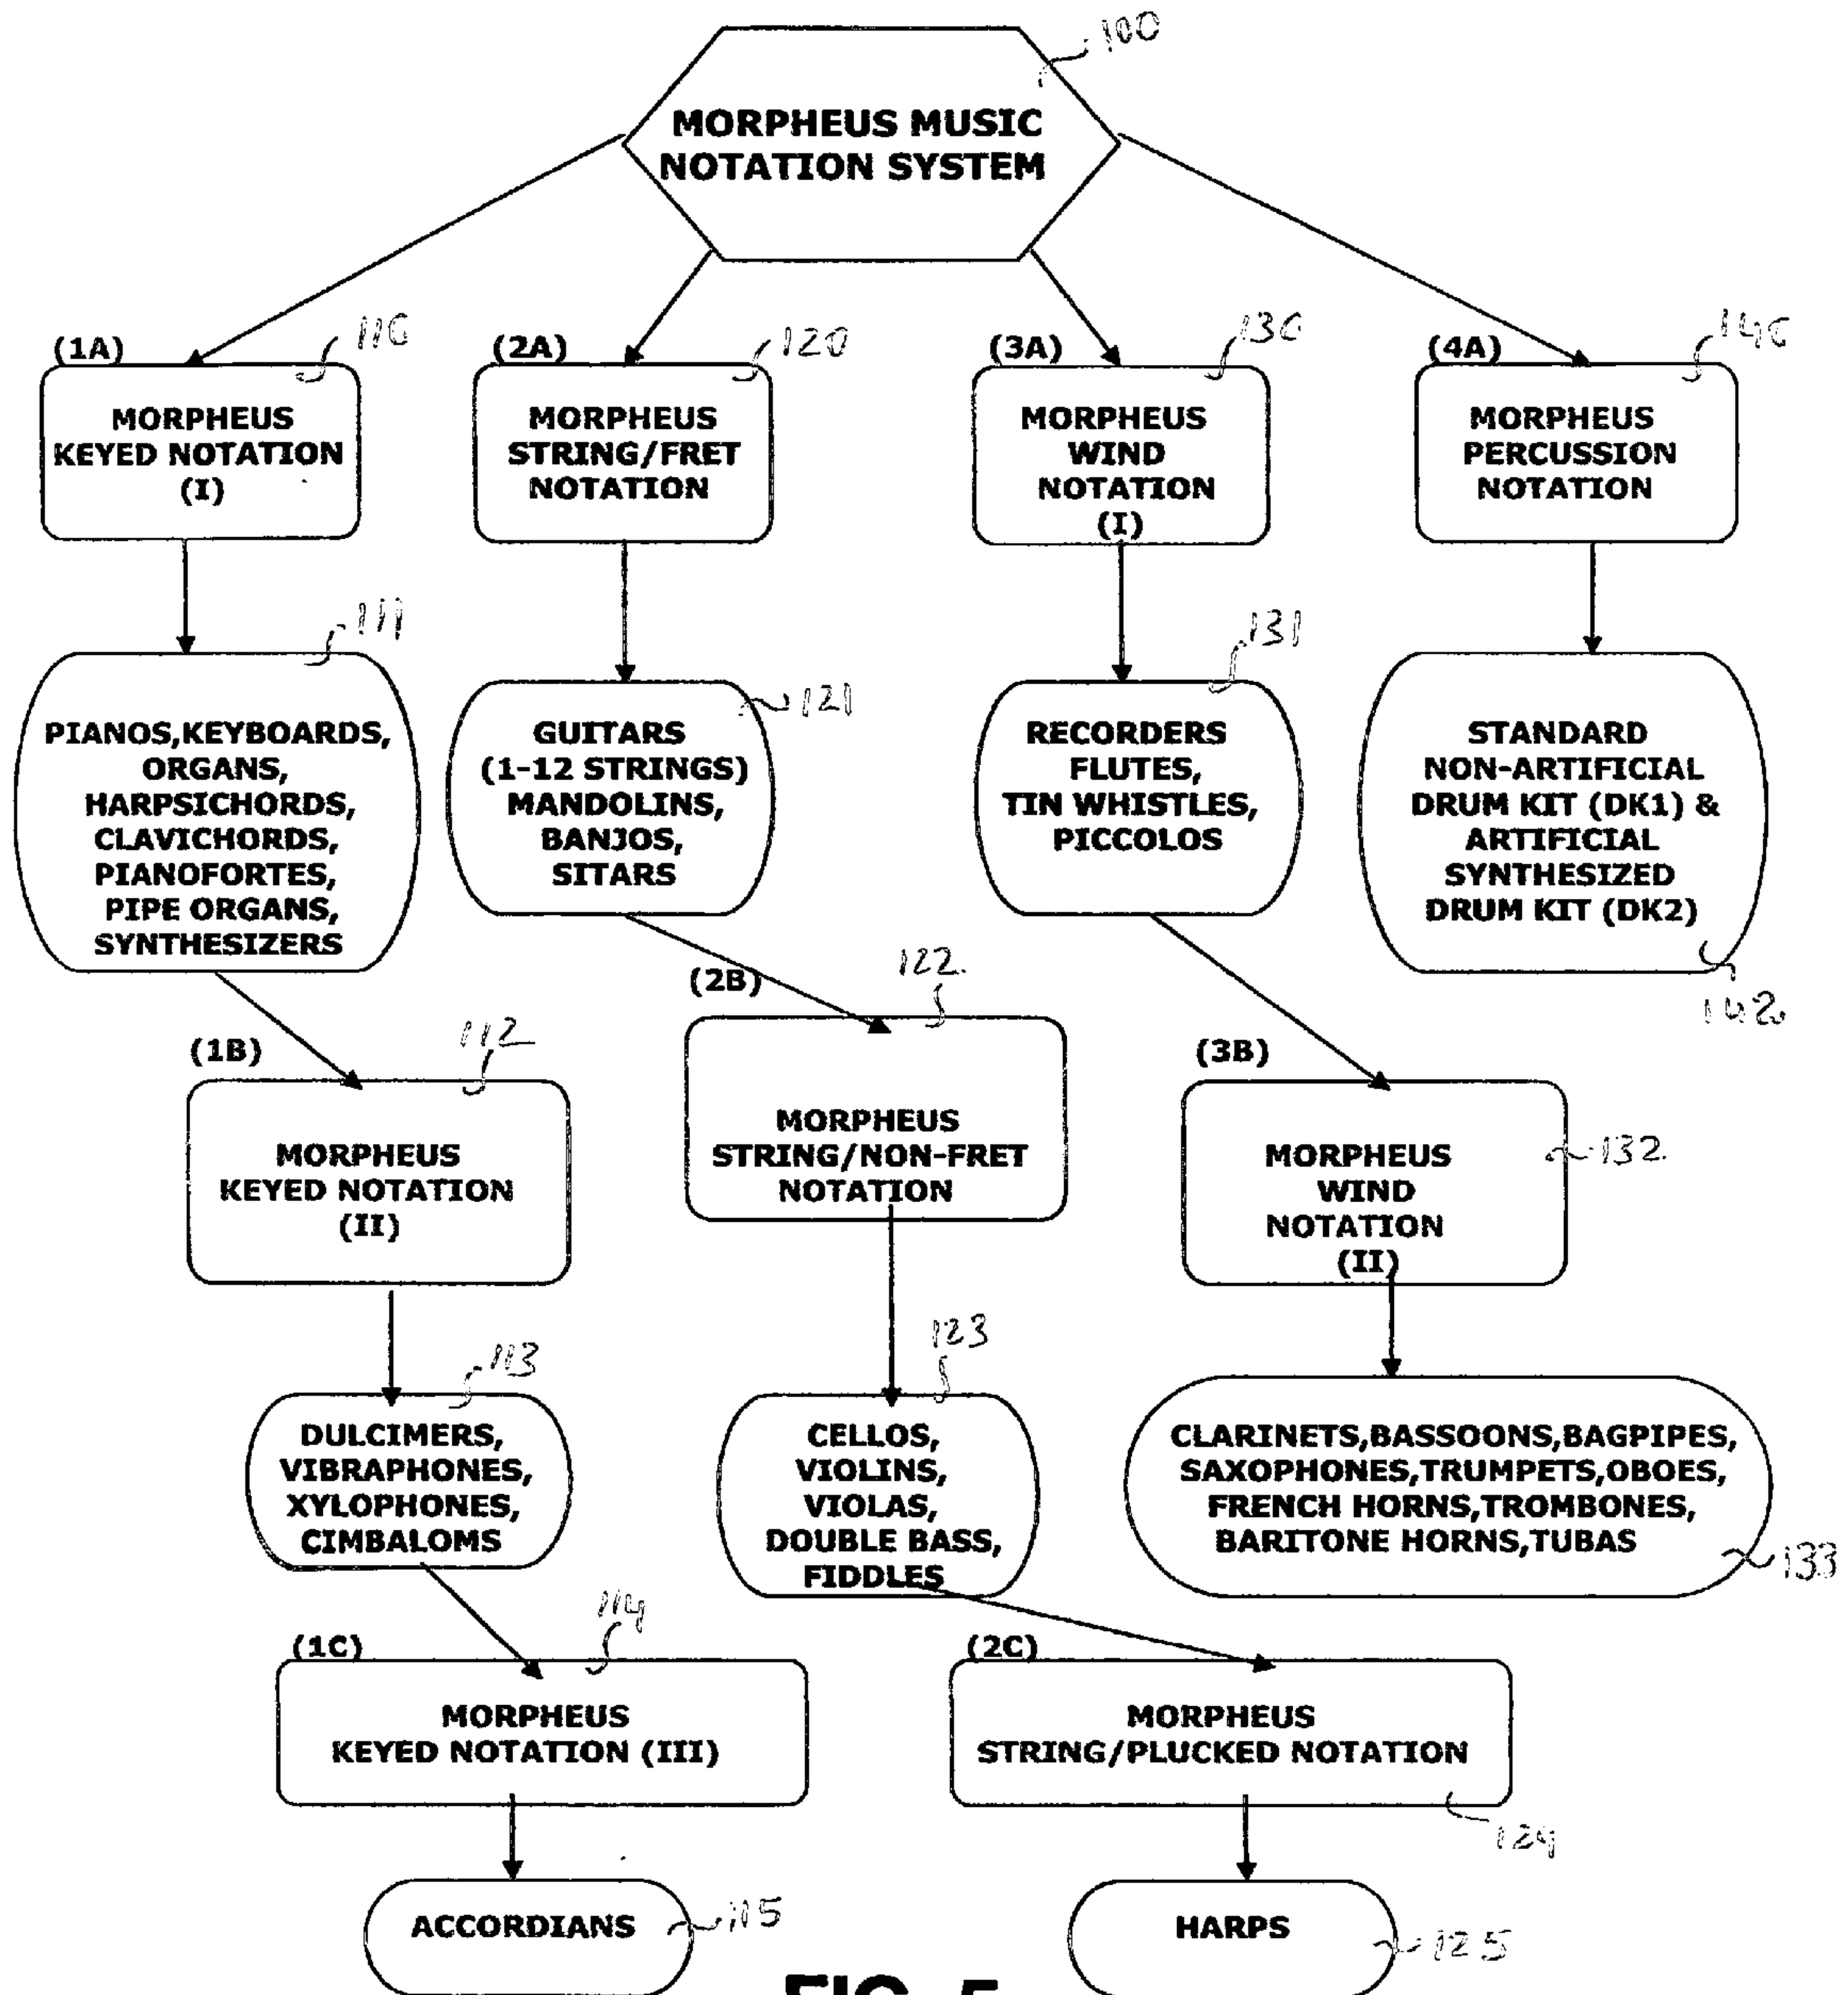 100
MORPHEUS MUSIC
NOTATION SYSTEM
(1A)
110
MORPHEUS
KEYED NOTATION
(I)
(2A)
120
MORPHEUS
STRING/FRET
NOTATION
(3A)
130
MORPHEUS
WIND
NOTATION
(I)
(4A)
140
MORPHEUS
PERCUSSION
NOTATION
111
PIANOS,KEYBOARDS,
ORGANS,
HARPSICHORDS,
CLAVICHORDS,
PIANOFORTES,
PIPE ORGANS,
SYNTHESIZERS
121
GUITARS
(1-12 STRINGS)
MANDOLINS,
BANJOS,
SITARS
131
RECORDERS
FLUTES,
TIN WHISTLES,
PICCOLOS
STANDARD
NON-ARTIFICIAL
DRUM KIT (DK1) &
ARTIFICIAL
SYNTHESIZED
DRUM KIT (DK2)
142
(1B)
112
MORPHEUS
KEYED NOTATION
(II)
(2B)
122
MORPHEUS
STRING/NON-FRET
NOTATION
(3B)
132
MORPHEUS
WIND
NOTATION
(II)
113
DULCIMERS,
VIBRAPHONES,
XYLOPHONES,
CIMBALOMS
123
CELLOS,
VIOLINS,
VIOLAS,
DOUBLE BASS,
FIDDLES
CLARINETS,BASSOONS,BAGPIPES,
SAXOPHONES,TRUMPETS,OBOES,
FRENCH HORNS,TROMBONES,
BARITONE HORNS,TUBAS
133
(1C)
114
MORPHEUS
KEYED NOTATION (III)
(2C)
MORPHEUS
STRING/PLUCKED NOTATION
124
ACCORDIANS
115
HARPS
125
FIG. 5